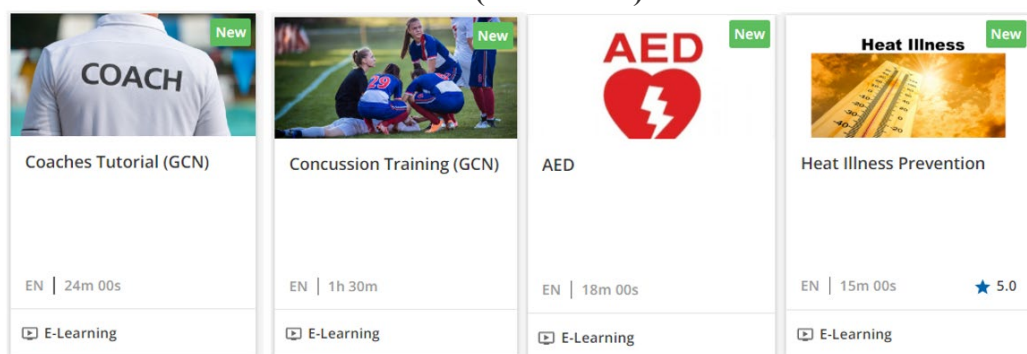 New
COACH
Coaches Tutorial (GCN)
EN | 24m 00s
E-Learning
New
29
Concussion Training (GCN)
EN | 1h 30m
E-Learning
New
AED
AED
EN | 18m 00s
E-Learning
New
Heat Illness
Heat Illness Prevention
EN | 15m 00s
5.0
E-Learning